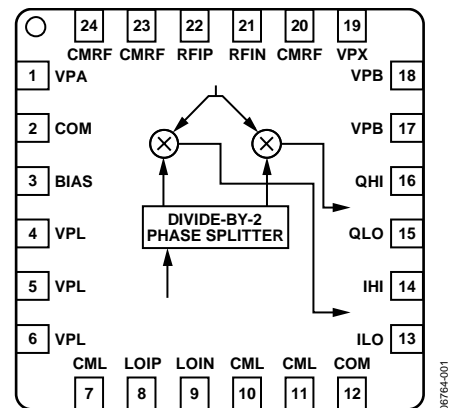 24 23 22 21 20 19
CMRF CMRF RFIP RFIN CMRF VPX
1 VPA
2 COM
3 BIAS
4 VPL
5 VPL
6 VPL
VPB 18
VPB 17
QHI 16
QLO 15
IHI 14
ILO 13
DIVIDE-BY-2
PHASE SPLITTER
CML LOIP LOIN CML CML COM
7 8 9 10 11 12
06764-001